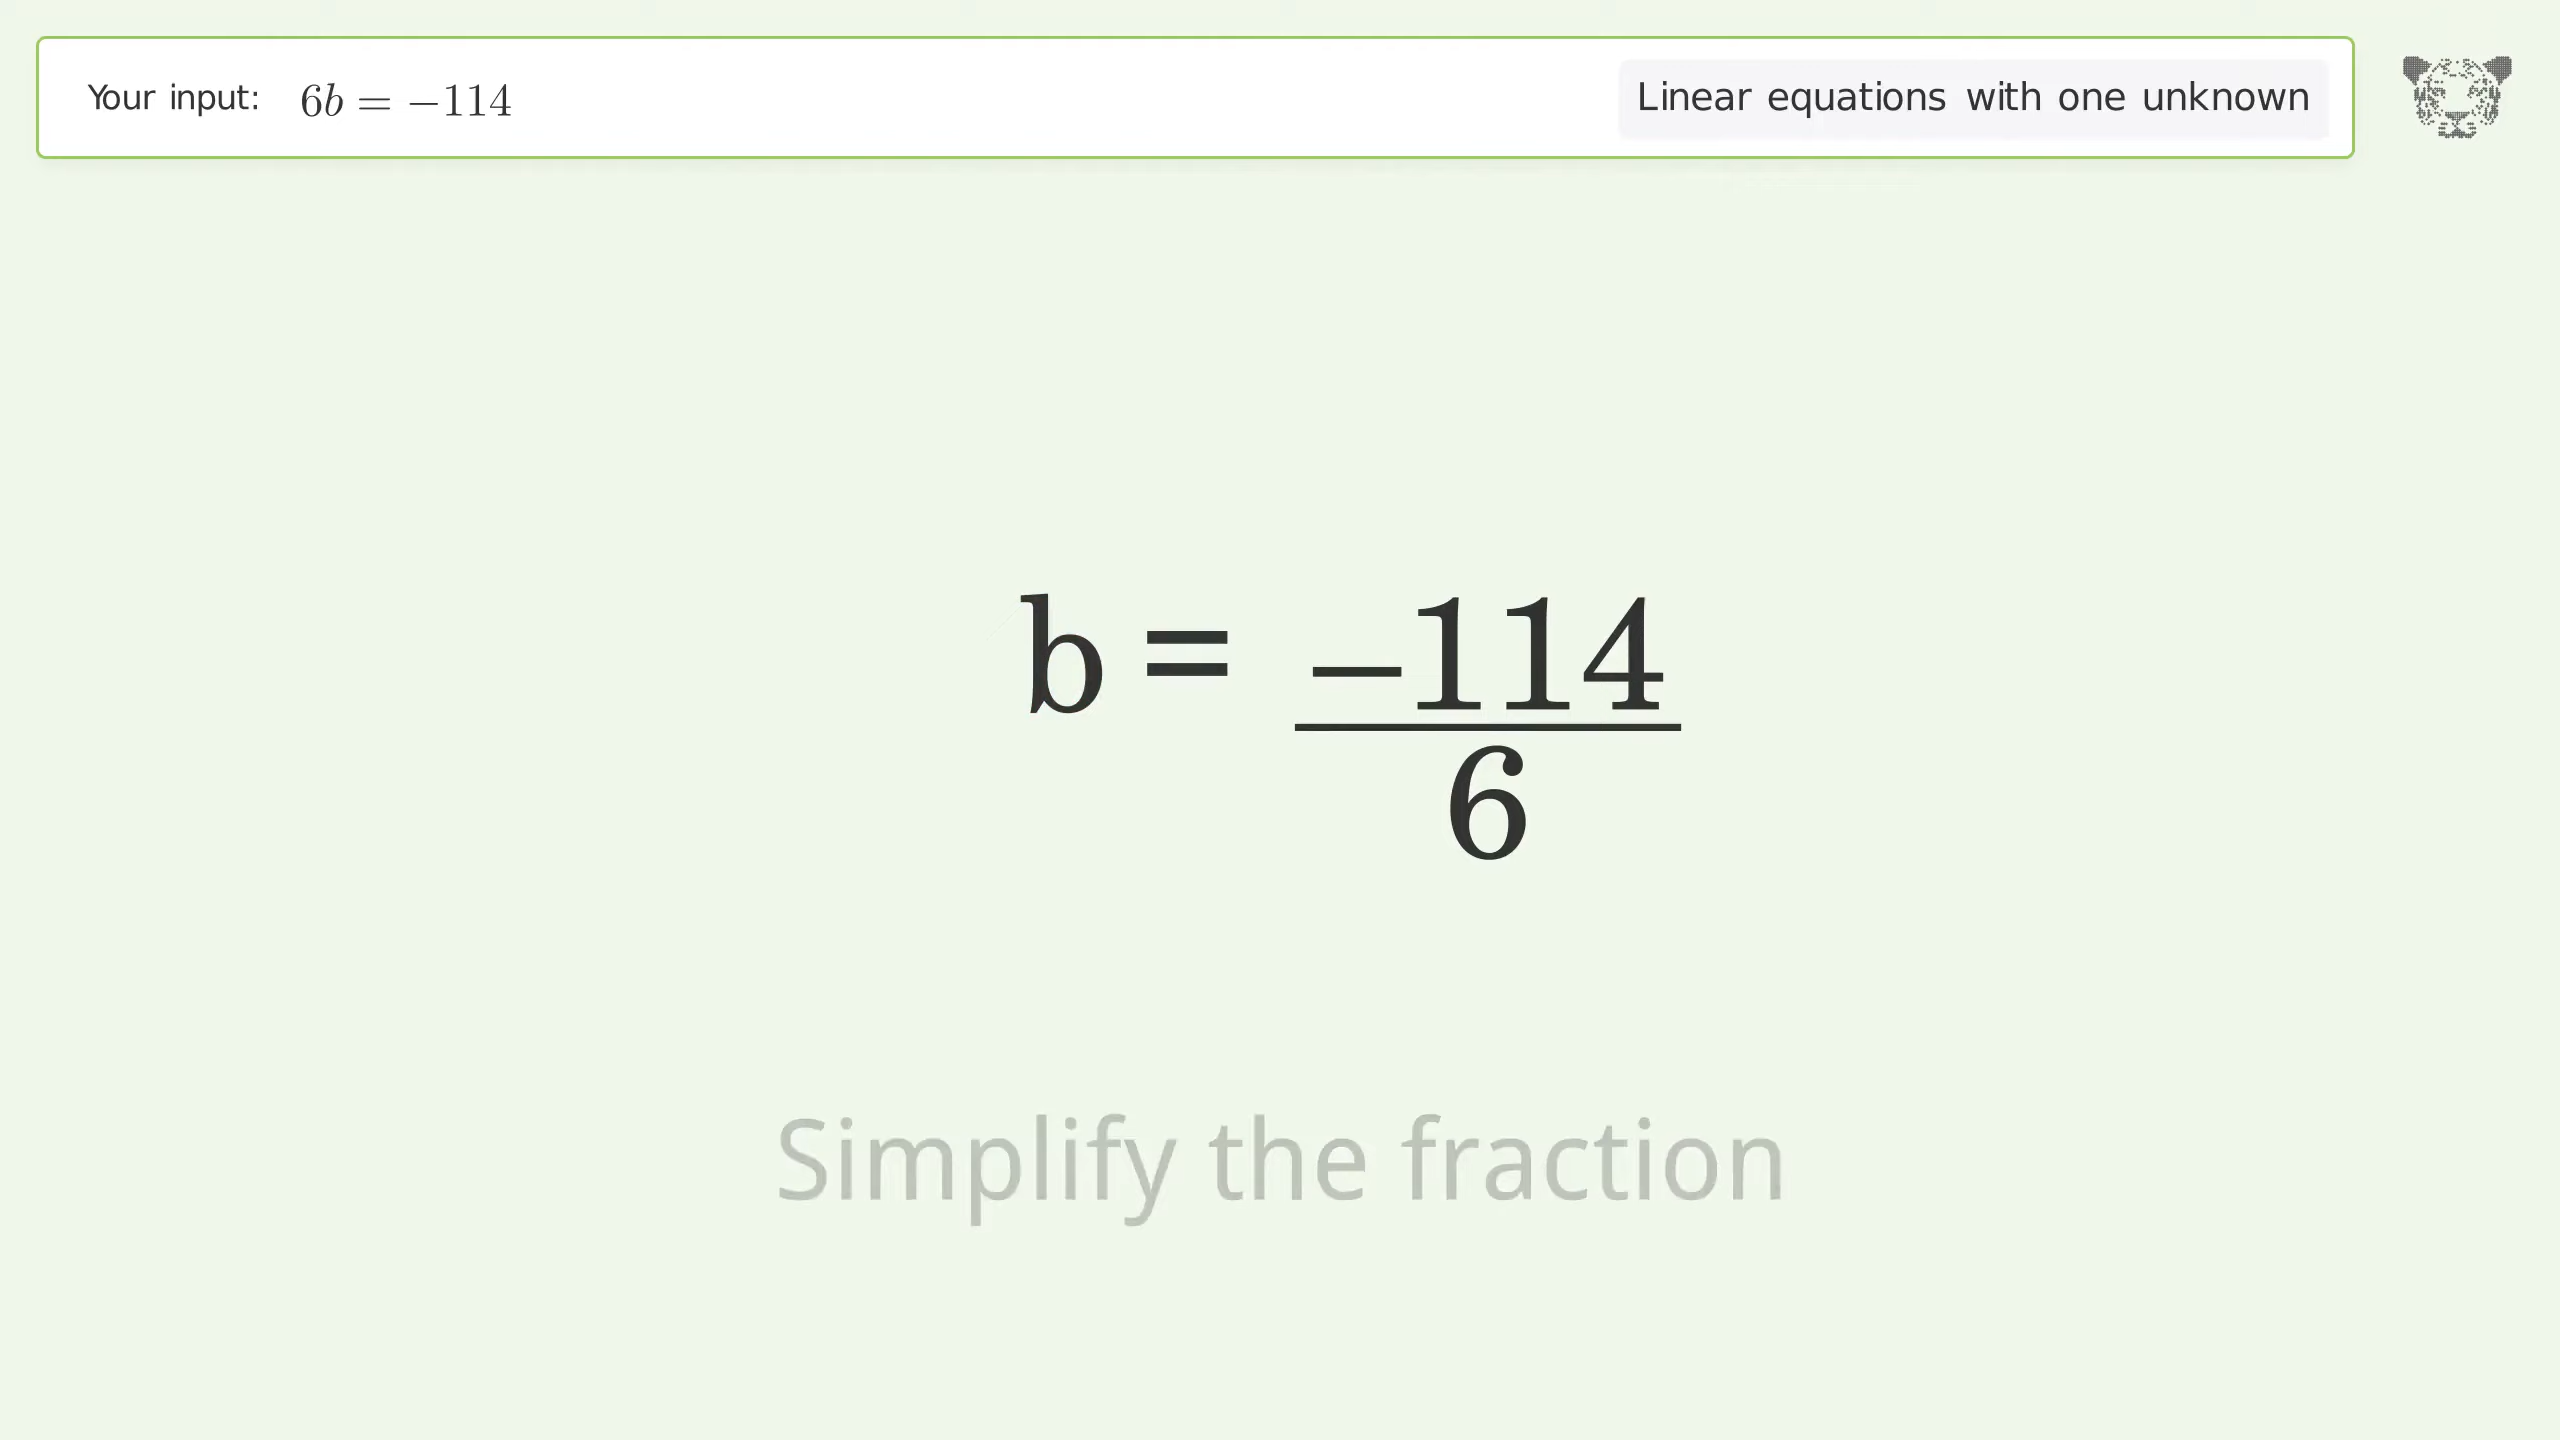 Your input: 6b = −114
Linear equations with one unknown
b = −114
6
Simplify the fraction